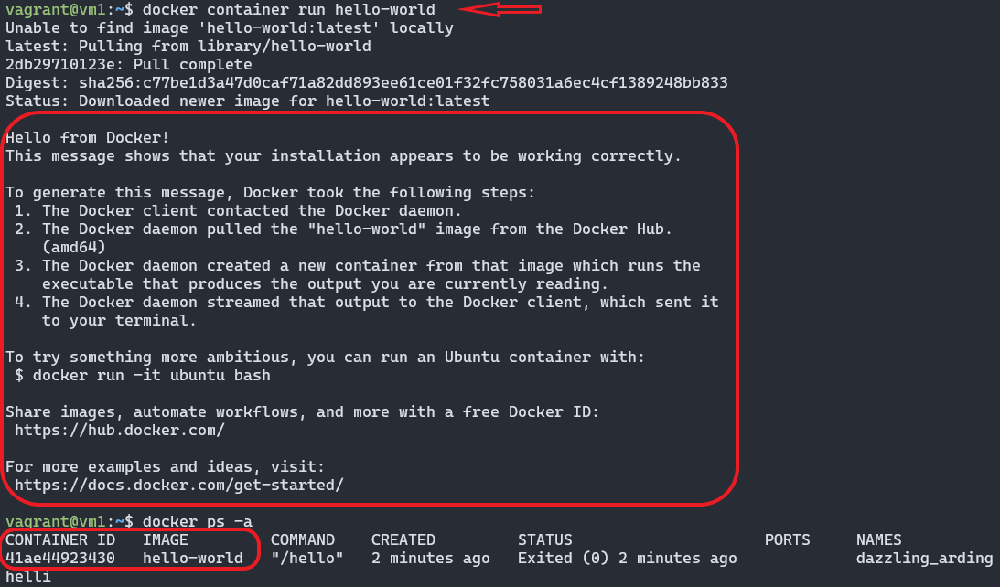 vagrant@vm1:~$ docker container run hello-world
Unable to find image 'hello-world:latest' locally
latest: Pulling from library/hello-world
2db29710123e: Pull complete
Digest: sha256:c77be1d3a47d0caf71a82dd893ee61ce01f32fc758031a6ec4cf1389248bb833
Status: Downloaded newer image for hello-world:latest
Hello from Docker!
This message shows that your installation appears to be working correctly.
To generate this message, Docker took the following steps:
1. The Docker client contacted the Docker daemon.
2. The Docker daemon pulled the "hello-world" image from the Docker Hub.
(amd64)
3. The Docker daemon created a new container from that image which runs the
executable that produces the output you are currently reading.
4. The Docker daemon streamed that output to the Docker client, which sent it
to your terminal.
To try something more ambitious, you can run an Ubuntu container with:
$ docker run -it ubuntu bash
Share images, automate workflows, and more with a free Docker ID:
https://hub.docker.com/
For more examples and ideas, visit:
https://docs.docker.com/get-started/
vagrant@vm1:~$ docker ps -a
CONTAINER ID IMAGE COMMAND CREATED STATUS PORTS NAMES
41ae44923430 hello-world "/hello" 2 minutes ago Exited (0) 2 minutes ago dazzling_arding
helli